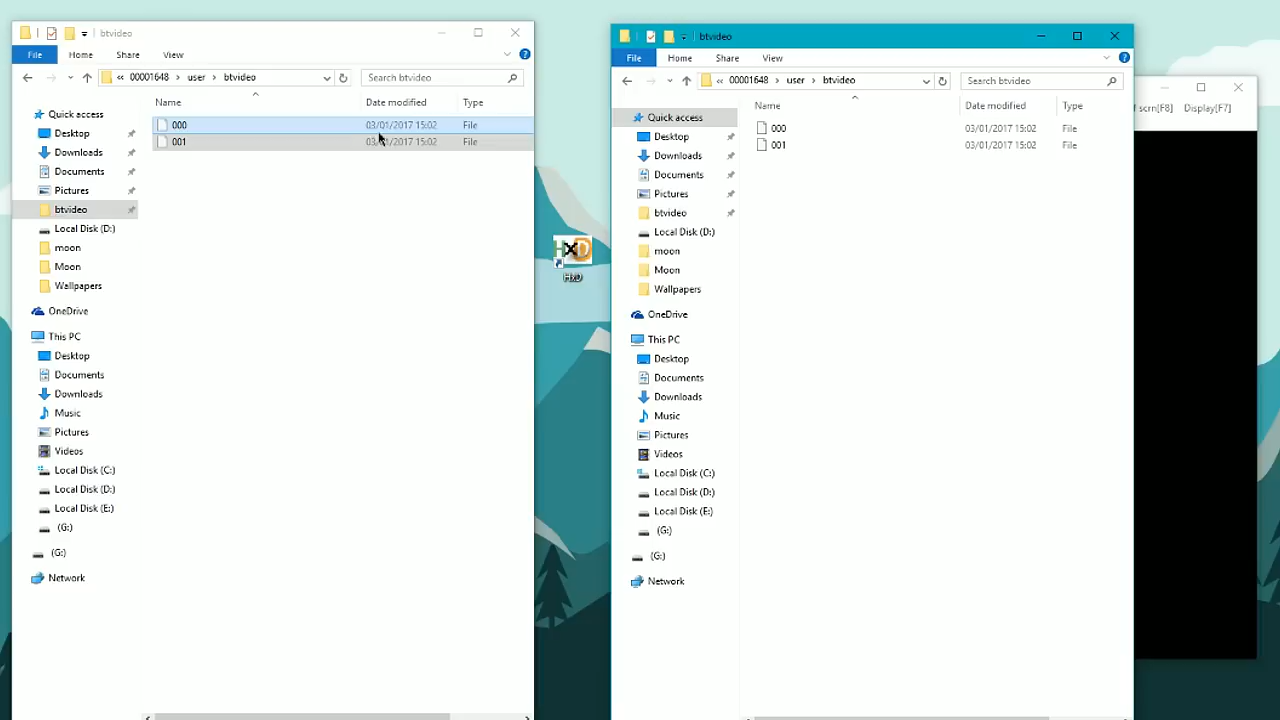 btvideo
File Home Share View
00001648 user btvideo Search btvideo
Name Date modified Type
000 03/01/2017 15:02 File
001 03/01/2017 15:02 File
Quick access
Desktop
Downloads
Documents
Pictures
btvideo
Local Disk (D:)
moon
Moon
Wallpapers
OneDrive
This PC
Desktop
Documents
Downloads
Music
Pictures
Videos
Local Disk (C:)
Local Disk (D:)
Local Disk (E:)
(G:)
(G:)
Network
HxD
btvideo
File Home Share View
00001648 user btvideo Search btvideo
Name Date modified Type
000 03/01/2017 15:02 File
001 03/01/2017 15:02 File
Quick access
Desktop
Downloads
Documents
Pictures
btvideo
Local Disk (D:)
moon
Moon
Wallpapers
OneDrive
This PC
Desktop
Documents
Downloads
Music
Pictures
Videos
Local Disk (C:)
Local Disk (D:)
Local Disk (E:)
(G:)
(G:)
Network
scrn[F8] Display[F7]